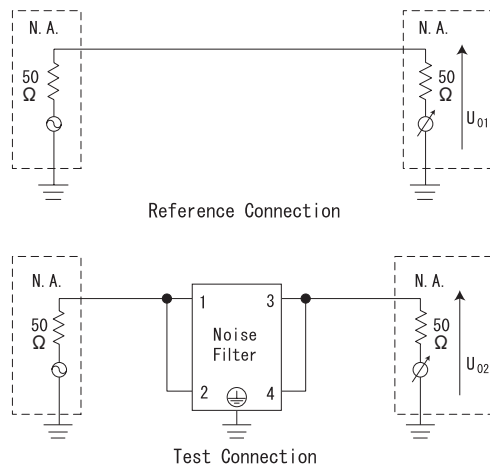 N.A.
N.A.
50
Ω
50
Ω
U01
Reference Connection
N.A.
N.A.
1
3
50
Ω
Noise
Filter
50
Ω
U02
2
4
Test Connection